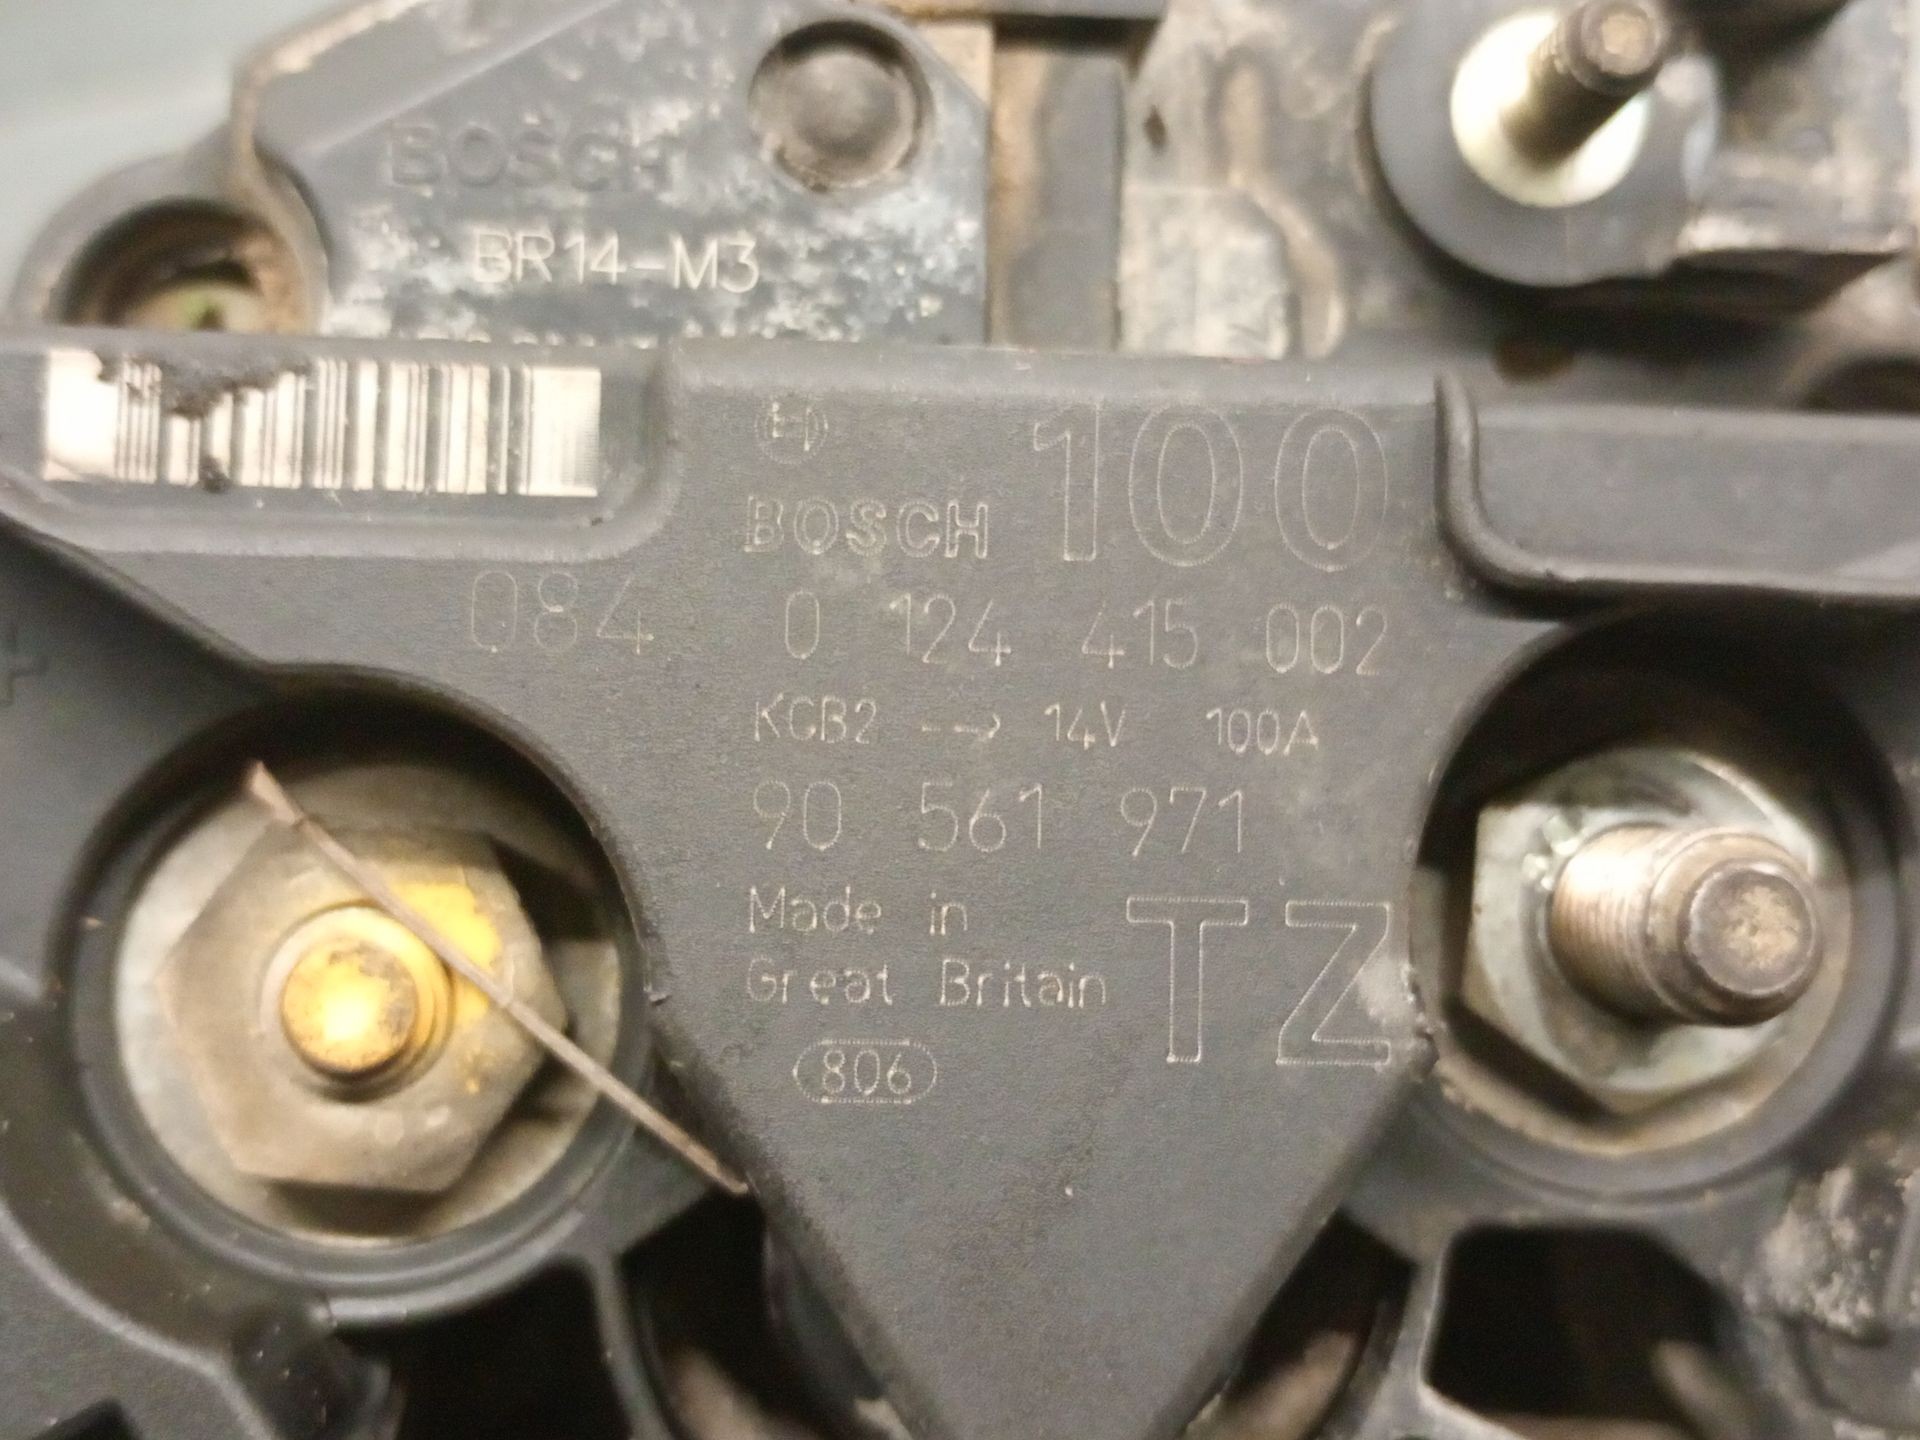 BOSCH
BR14-M3
BOSCH 100
084 0 124 415 002
KCB2 --> 14V 100A
90 561 971
Made in
Great Britain TZ
806